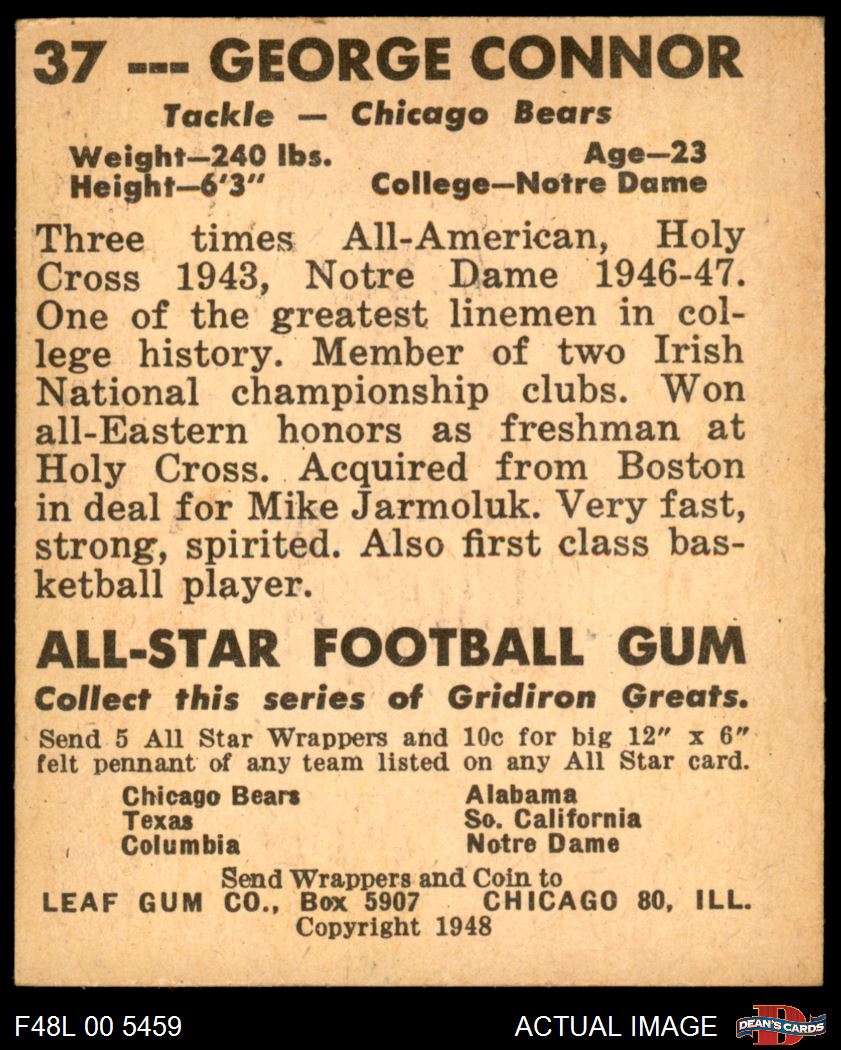 37 --- GEORGE CONNOR
Tackle — Chicago Bears
Weight—240 lbs. Age—23
Height—6'3" College—Notre Dame
Three times All-American, Holy
Cross 1943, Notre Dame 1946-47.
One of the greatest linemen in col-
lege history. Member of two Irish
National championship clubs. Won
all-Eastern honors as freshman at
Holy Cross. Acquired from Boston
in deal for Mike Jarmoluk. Very fast,
strong, spirited. Also first class bas-
ketball player.
ALL-STAR FOOTBALL GUM
Collect this series of Gridiron Greats.
Send 5 All Star Wrappers and 10c for big 12" x 6"
felt pennant of any team listed on any All Star card.
Chicago Bears Alabama
Texas So. California
Columbia Notre Dame
Send Wrappers and Coin to
LEAF GUM CO., Box 5907 CHICAGO 80, ILL.
Copyright 1948
F48L 00 5459 ACTUAL IMAGE DEAN'S CARDS